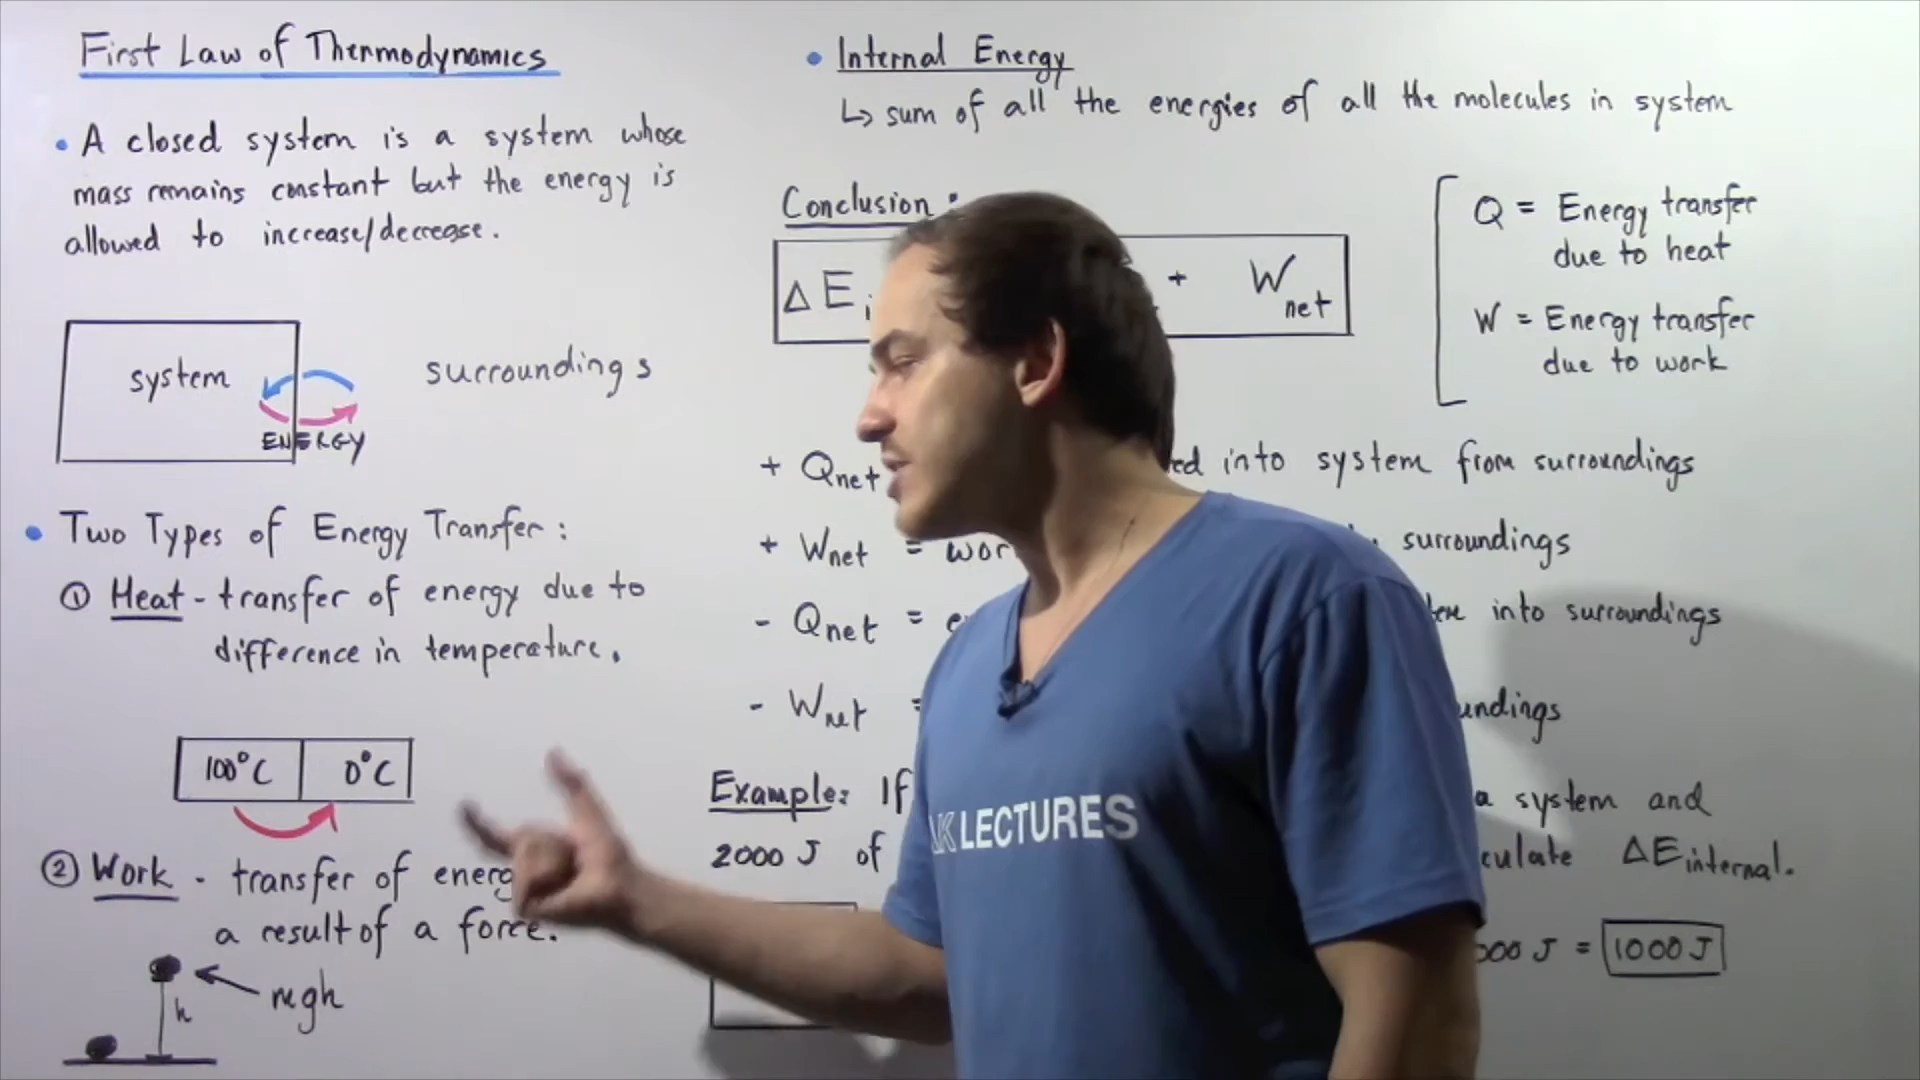 First Law of Thermodynamics
• A closed system is a system whose
mass remains constant but the energy is
allowed to increase/decrease.
system
surroundings
ENERGY
• Two Types of Energy Transfer:
① Heat - transfer of energy due to
difference in temperature.
100°C 0°C
② Work - transfer of
a result of a force.
mgh
h
• Internal Energy
↳ sum of all the energies of all the molecules in system
Conclusion:
ΔE + W net
Q = Energy transfer
due to heat
W = Energy transfer
due to work
+ Qnet into system from surroundings
+ Wnet = surroundings
- Qnet = into surroundings
- Wnet =
Example: If a system and
2000 J of ΔEinternal.
J = 1000 J
LECTURES